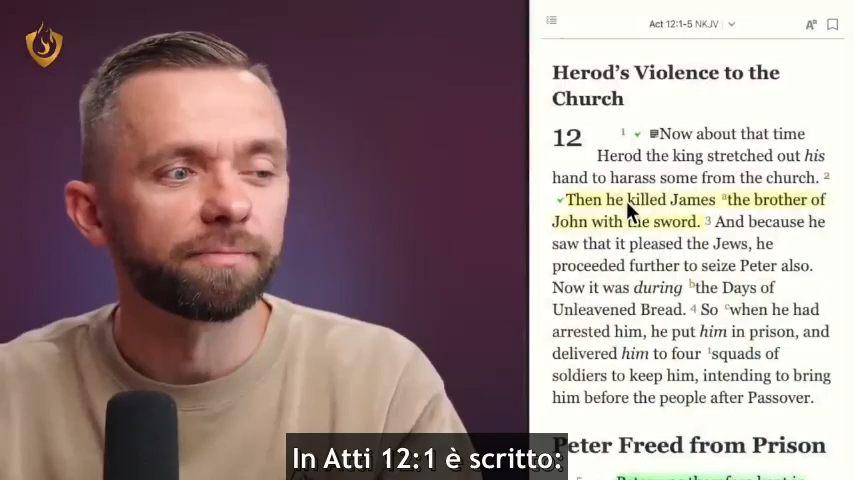 Act 12:1-5 NKJV
Aa
Herod's Violence to the
Church
12 1 Now about that time
Herod the king stretched out his
hand to harass some from the church. 2
Then he killed James a the brother of
John with the sword. 3 And because he
saw that it pleased the Jews, he
proceeded further to seize Peter also.
Now it was during b the Days of
Unleavened Bread. 4 So c when he had
arrested him, he put him in prison, and
delivered him to four 1 squads of
soldiers to keep him, intending to bring
him before the people after Passover.
Peter Freed from Prison
In Atti 12:1 è scritto: